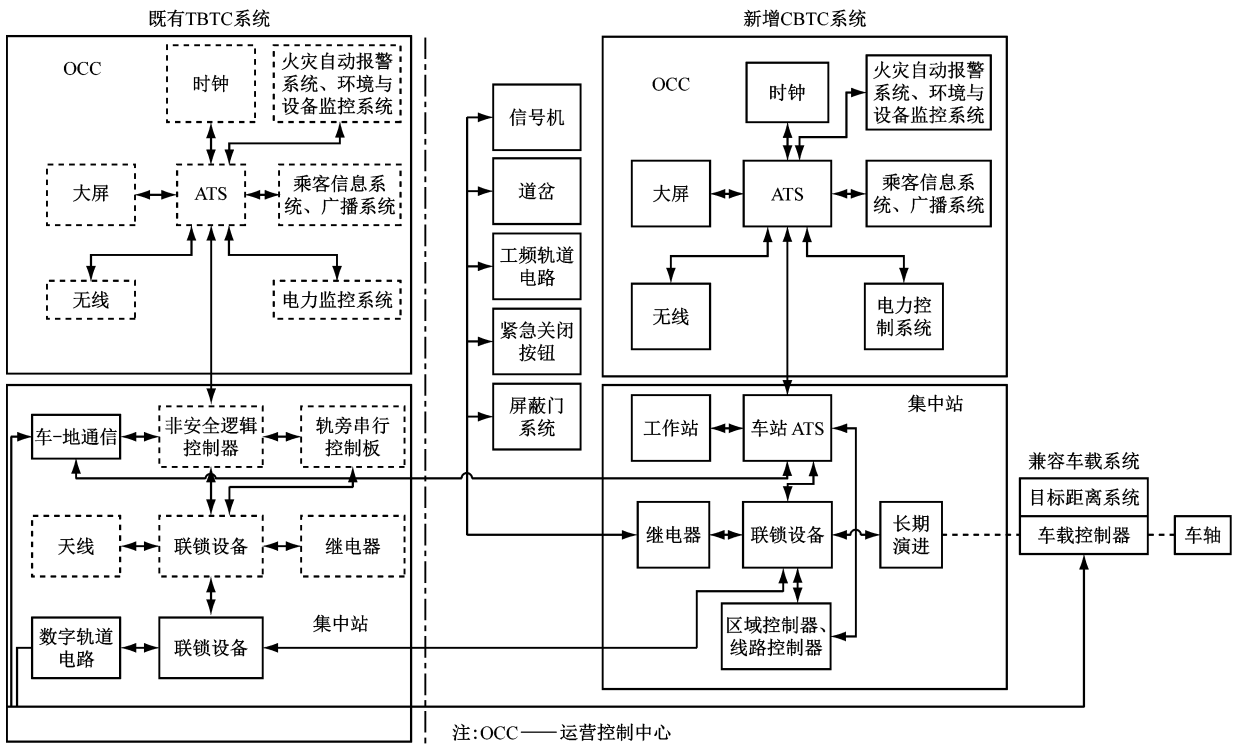 既有TBTC系统
OCC
时钟
火灾自动报警
系统、环境与
设备监控系统
大屏
ATS
乘客信息系
统、广播系统
无线
电力监控系统
车-地通信
非安全逻辑
控制器
轨旁串行
控制板
天线
联锁设备
继电器
数字轨道
电路
联锁设备
集中站
信号机
道岔
工频轨道
电路
紧急关闭
按钮
屏蔽门
系统
新增CBTC系统
OCC
时钟
火灾自动报警
系统、环境与
设备监控系统
大屏
ATS
乘客信息系
统、广播系统
无线
电力控
制系统
集中站
工作站
车站 ATS
继电器
联锁设备
长期
演进
区域控制器、
线路控制器
兼容车载系统
目标距离系统
车载控制器
车轴
注:OCC——运营控制中心